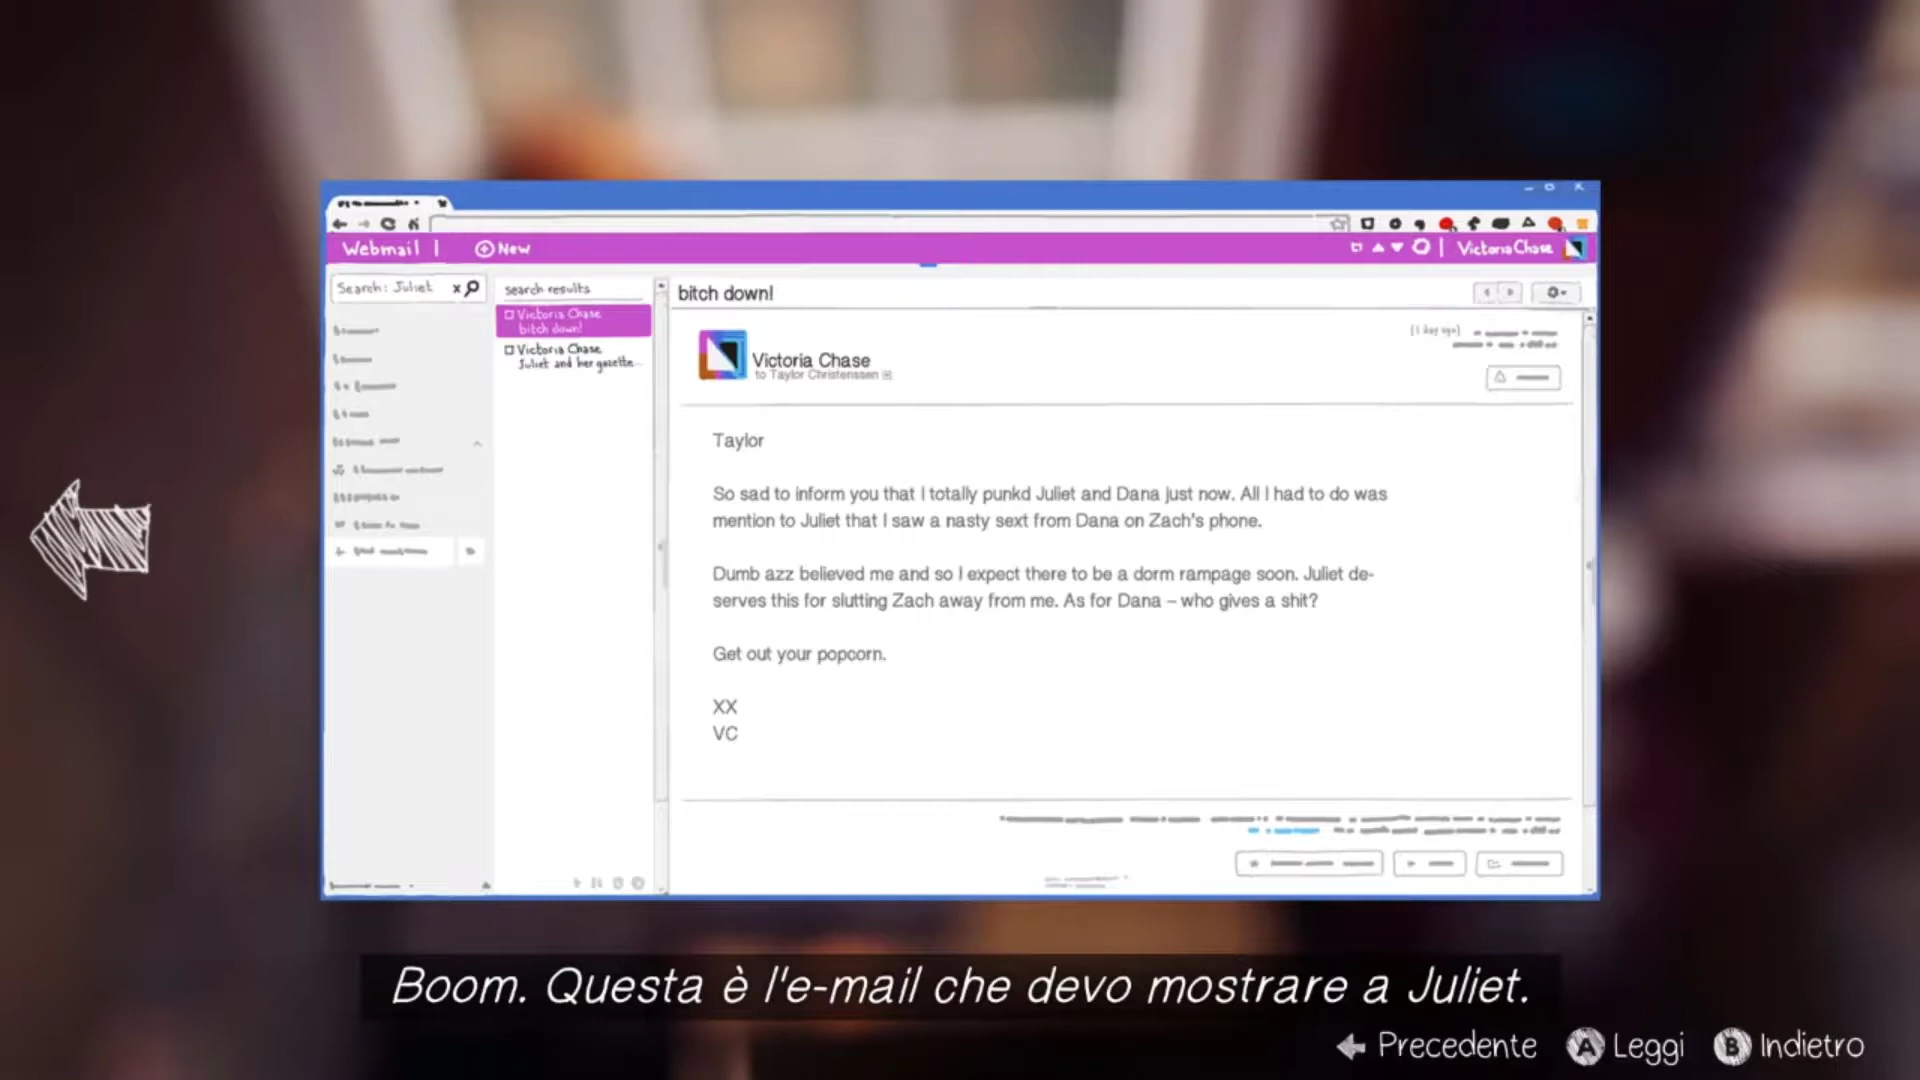 Webmail | New
Victoria Chase
Search: Juliet x
search results
Victoria Chase
bitch down!
Victoria Chase
Juliet and her gazette...
bitch down!
[1 day ago]
Victoria Chase
to Taylor Christenssen
Taylor
So sad to inform you that I totally punkd Juliet and Dana just now. All I had to do was
mention to Juliet that I saw a nasty sext from Dana on Zach's phone.
Dumb azz believed me and so I expect there to be a dorm rampage soon. Juliet de-
serves this for slutting Zach away from me. As for Dana – who gives a shit?
Get out your popcorn.
XX
VC
Boom. Questa è l'e-mail che devo mostrare a Juliet.
Precedente A Leggi B Indietro